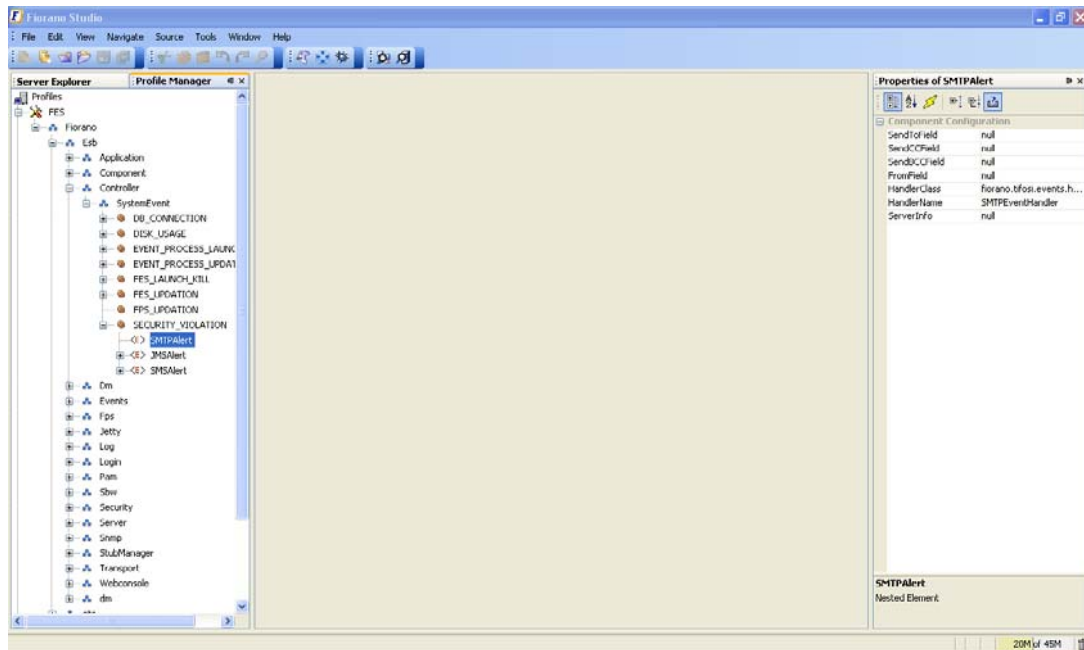 Fiorano Studio
File Edit View Navigate Source Tools Window Help
Server Explorer Profile Manager
Profiles
FES
Fiorano
Esb
Application
Component
Controller
SystemEvent
DB_CONNECTION
DISK_USAGE
EVENT_PROCESS_LAUNC
EVENT_PROCESS_UPDAT
FES_LAUNCH_KILL
FES_UPDATION
FPS_UPDATION
SECURITY_VIOLATION
SMTPAlert
JMSAlert
SMSAlert
Dm
Events
Fps
Jetty
Log
Login
Pam
Sbw
Security
Server
Snmp
StubManager
Transport
Webconsole
dm
Properties of SMTPAlert
Component Configuration
SendToField null
SendCCField null
SendBCCField null
FromField null
HandlerClass fiorano.tifosi.events.h...
HandlerName SMTPEventHandler
ServerInfo null
SMTPAlert
Nested Element
20M of 45M